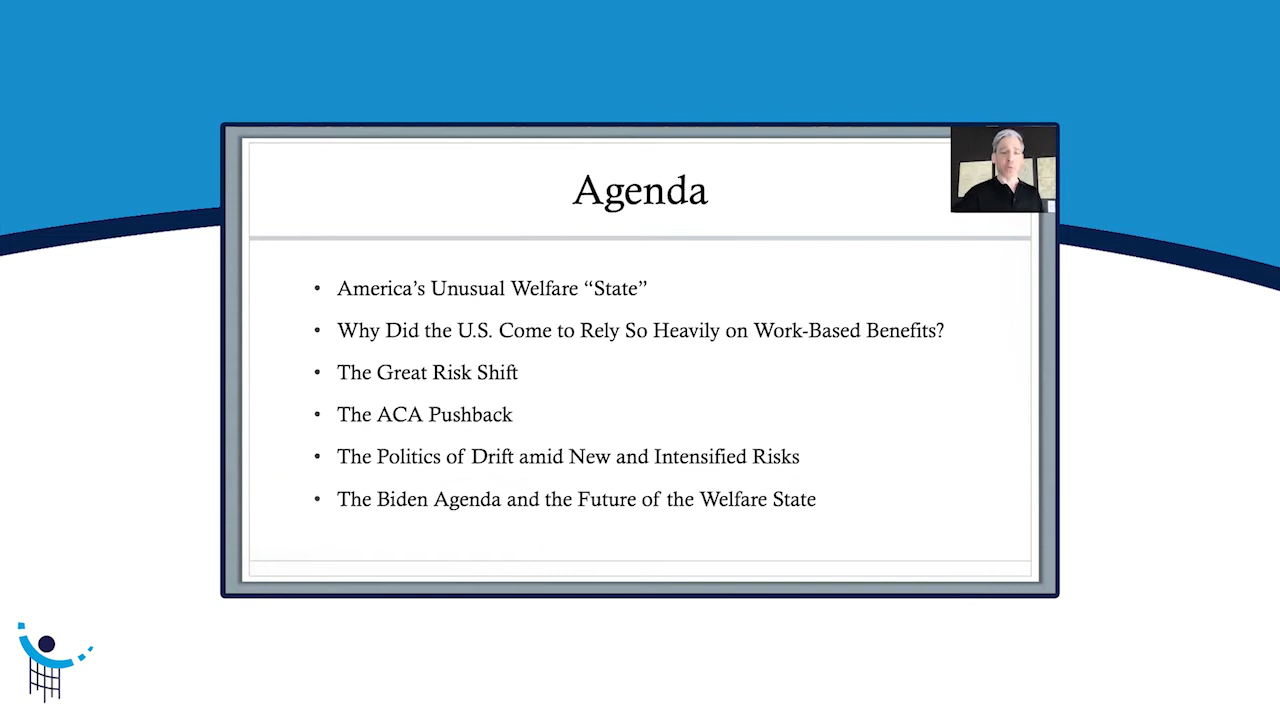 Agenda
• America’s Unusual Welfare “State”
• Why Did the U.S. Come to Rely So Heavily on Work-Based Benefits?
• The Great Risk Shift
• The ACA Pushback
• The Politics of Drift amid New and Intensified Risks
• The Biden Agenda and the Future of the Welfare State